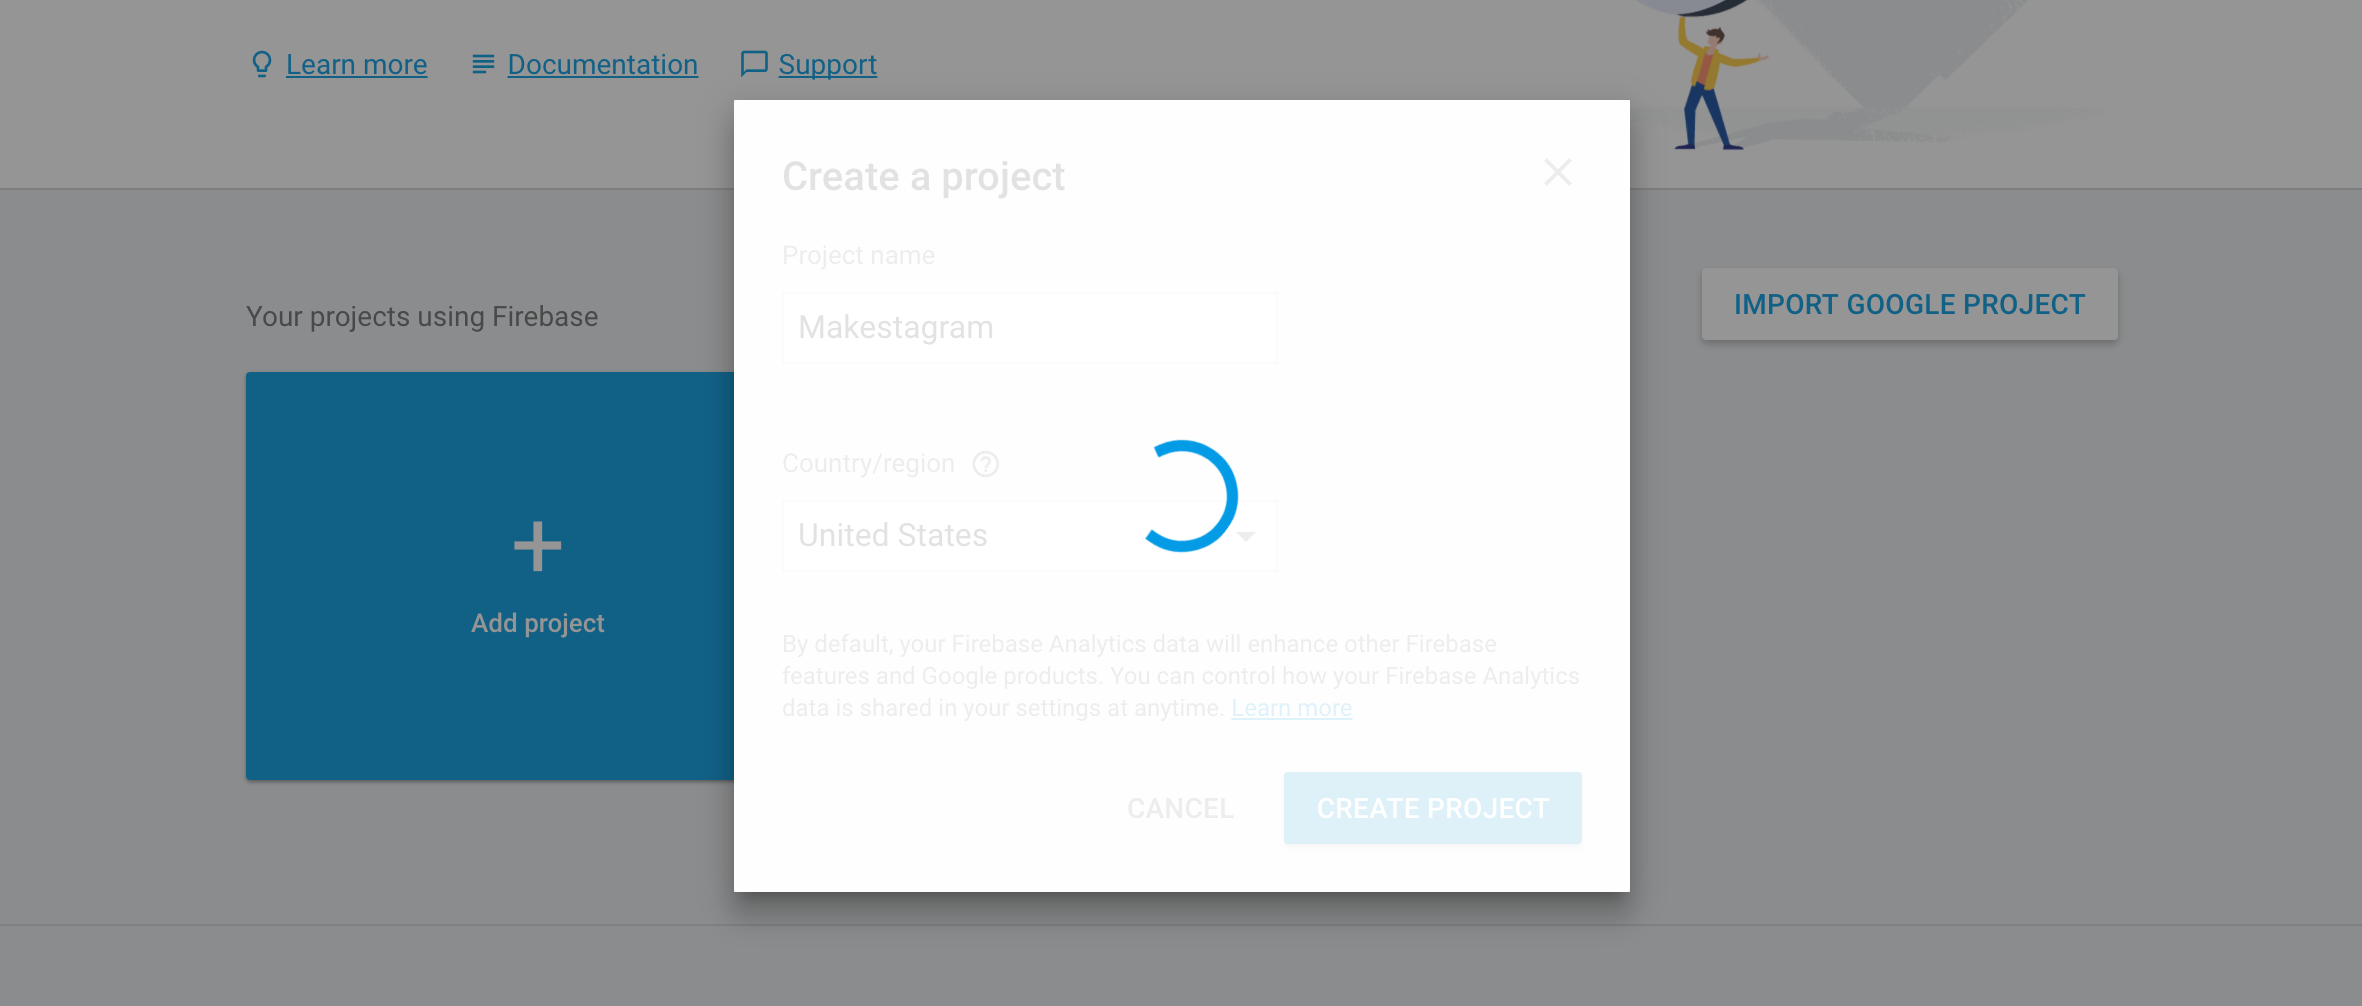 Learn more Documentation Support
Create a project
Project name
Makestagram
Your projects using Firebase
IMPORT GOOGLE PROJECT
Country/region
United States
Add project
By default, your Firebase Analytics data will enhance other Firebase
features and Google products. You can control how your Firebase Analytics
data is shared in your settings at anytime. Learn more
CANCEL CREATE PROJECT